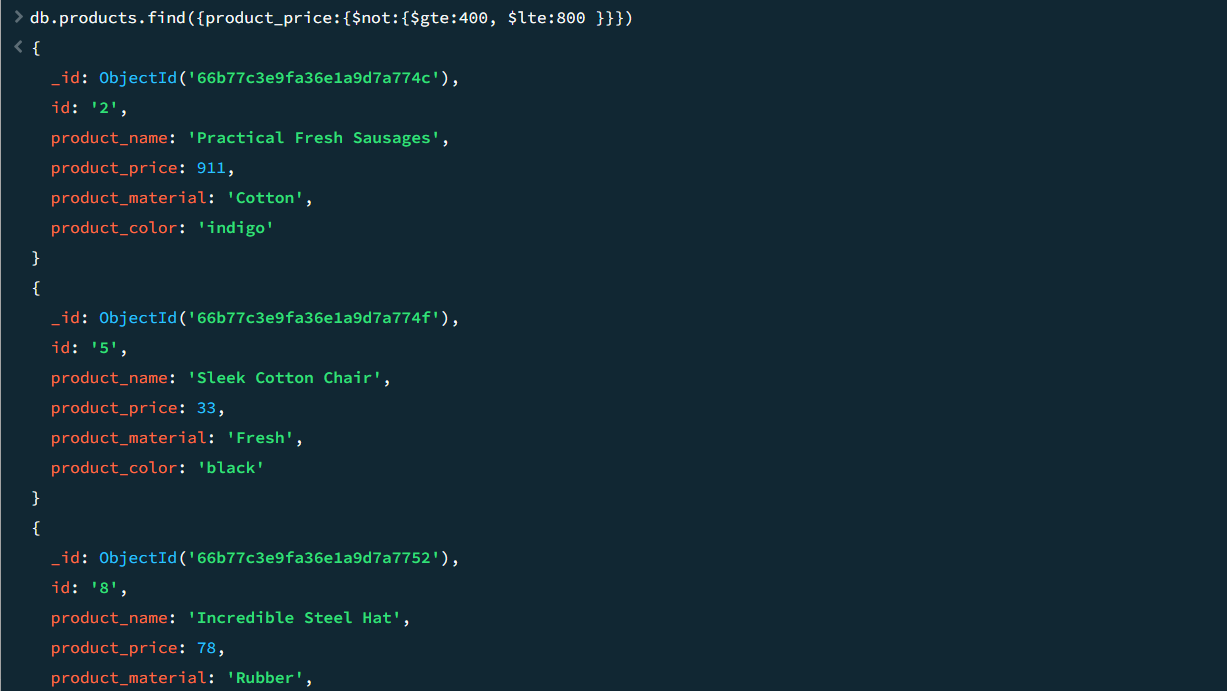 > db.products.find({product_price:{$not:{$gte:400, $lte:800 }}})
< {
_id: ObjectId('66b77c3e9fa36e1a9d7a774c'),
id: '2',
product_name: 'Practical Fresh Sausages',
product_price: 911,
product_material: 'Cotton',
product_color: 'indigo'
}
{
_id: ObjectId('66b77c3e9fa36e1a9d7a774f'),
id: '5',
product_name: 'Sleek Cotton Chair',
product_price: 33,
product_material: 'Fresh',
product_color: 'black'
}
{
_id: ObjectId('66b77c3e9fa36e1a9d7a7752'),
id: '8',
product_name: 'Incredible Steel Hat',
product_price: 78,
product_material: 'Rubber',